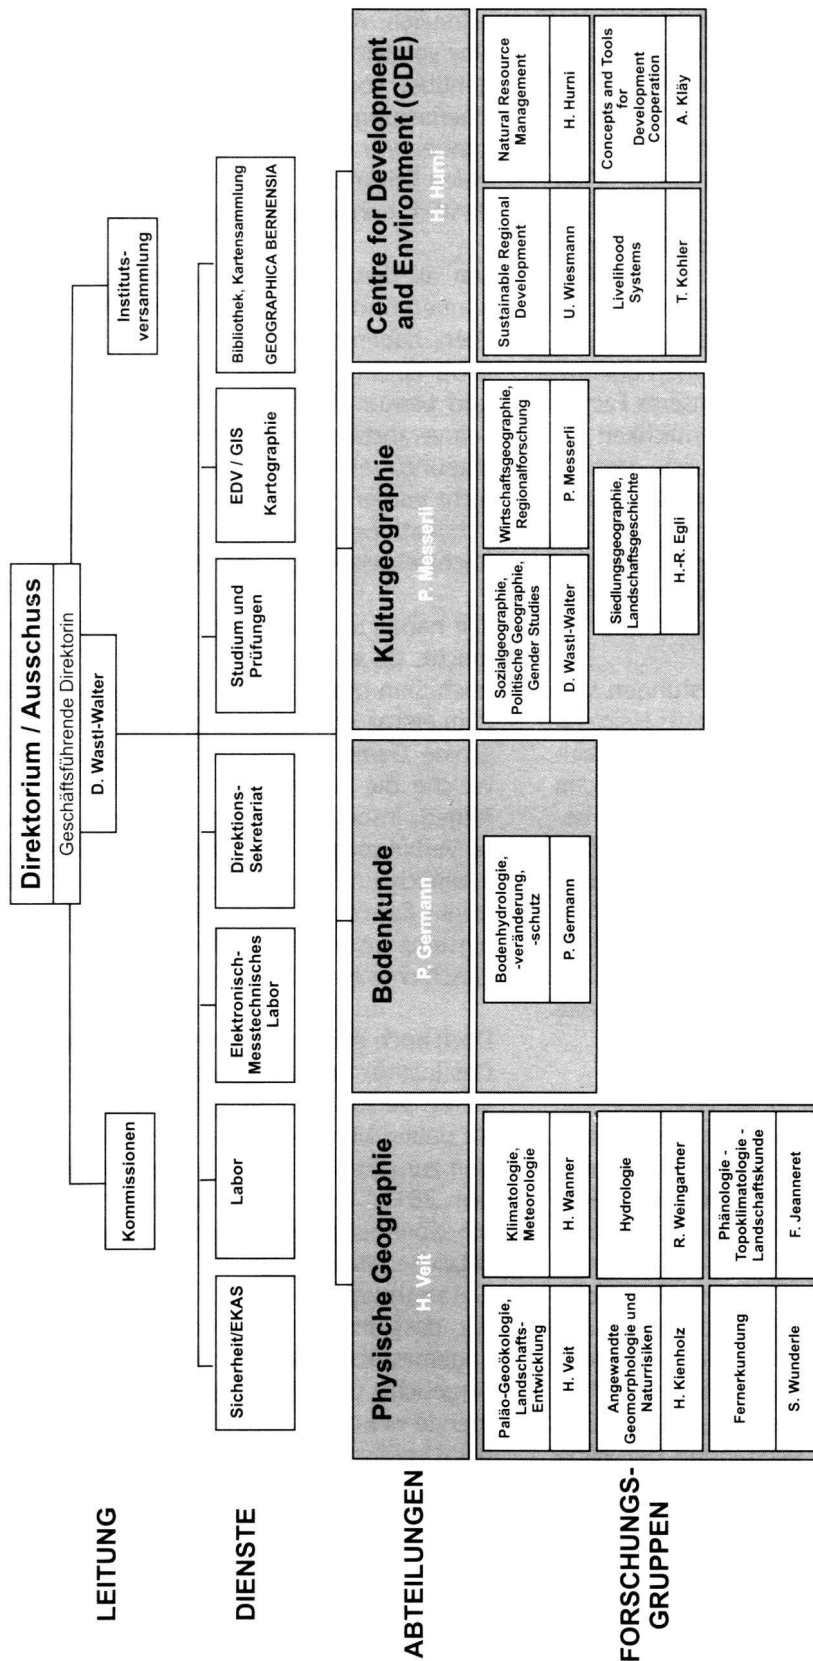 LEITUNG
Direktorium / Ausschuss
Geschäftsführende Direktorin
D. Wastl-Walter
Kommissionen
Instituts-
versammlung
DIENSTE
Sicherheit/EKAS
Labor
Elektronisch-
Messtechnisches
Labor
Direktions-
Sekretariat
Studium und
Prüfungen
EDV / GIS
Kartographie
Bibliothek, Kartensammlung
GEOGRAPHICA BERNENSIA
ABTEILUNGEN
Physische Geographie
H. Veit
Bodenkunde
P. Germann
Kulturgeographie
P. Messerli
Centre for Development
and Environment (CDE)
H. Hurni
FORSCHUNGS-
GRUPPEN
Paläo-Geoökologie,
Landschafts-
Entwicklung
H. Veit
Klimatologie,
Meteorologie
H. Wanner
Angewandte
Geomorphologie und
Naturrisiken
H. Kienholz
Hydrologie
R. Weingartner
Fernerkundung
S. Wunderle
Phänologie -
Topoklimatologie -
Landschaftskunde
F. Jeanneret
Bodenhydrologie,
-veränderung,
-schutz
P. Germann
Sozialgeographie,
Politische Geographie,
Gender Studies
D. Wastl-Walter
Wirtschaftsgeographie,
Regionalforschung
P. Messerli
Siedlungsgeographie,
Landschaftsgeschichte
H.-R. Egli
Sustainable Regional
Development
U. Wiesmann
Natural Resource
Management
H. Hurni
Livelihood
Systems
T. Kohler
Concepts and Tools
for
Development
Cooperation
A. Kläy